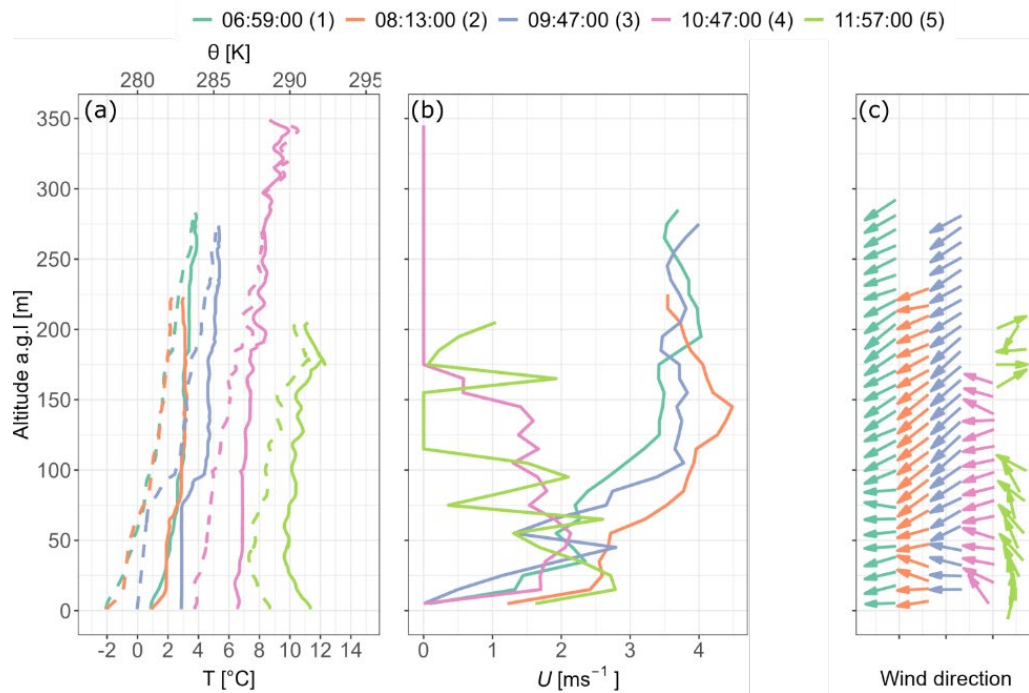 06:59:00 (1) 08:13:00 (2) 09:47:00 (3) 10:47:00 (4) 11:57:00 (5)
θ [K]
280 285 290 295
(a) (b) (c)
350
300
250
200
150
100
50
0
Altitude a.g.l [m]
-2 0 2 4 6 8 10 12 14
0 1 2 3 4
T [°C] U [ms⁻¹] Wind direction